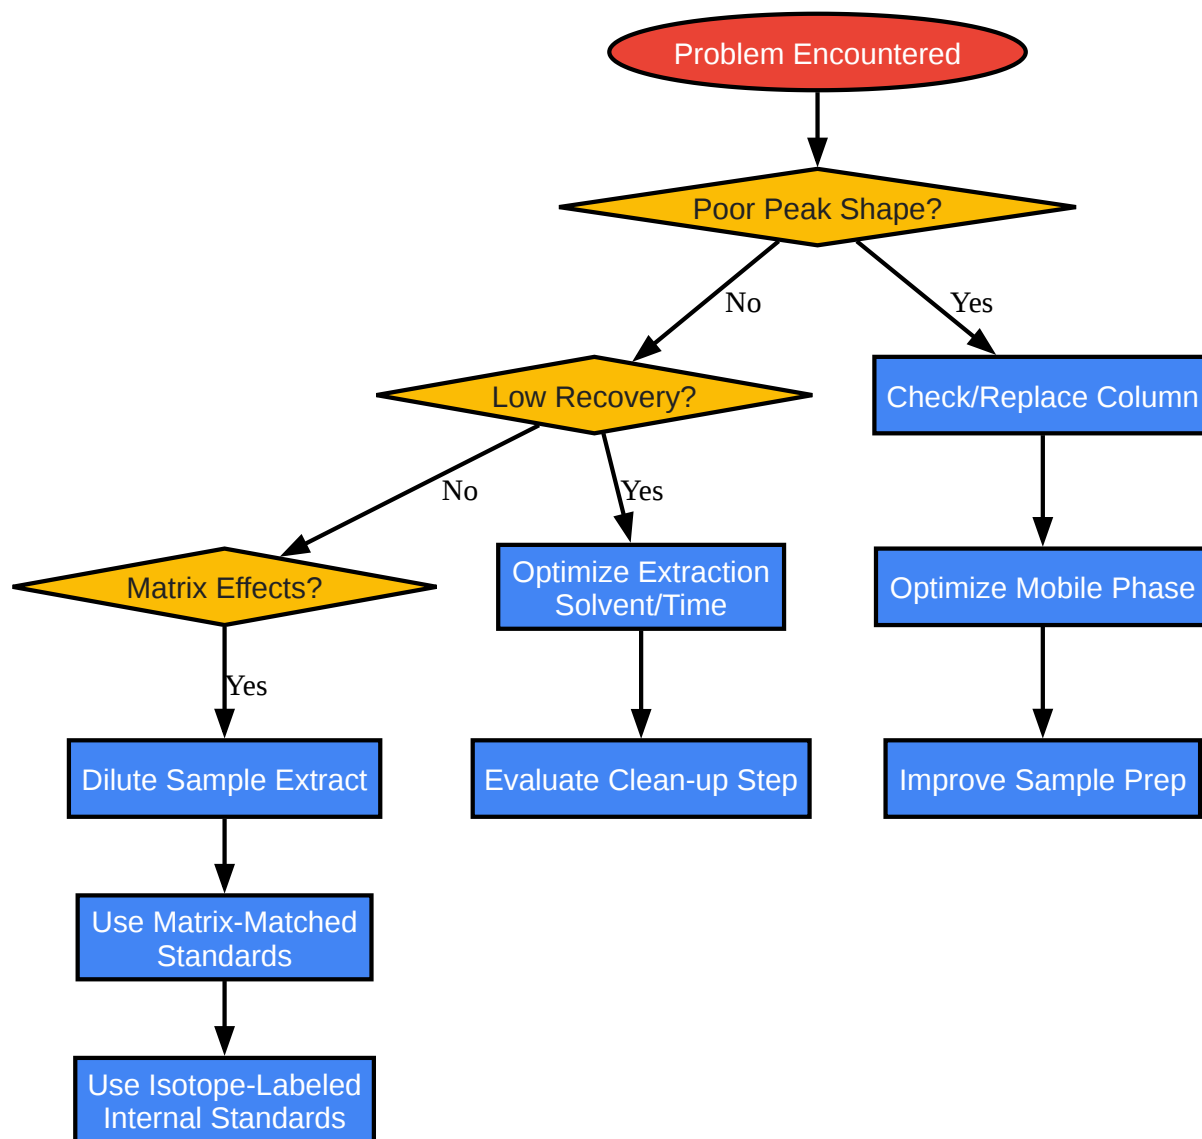 Problem Encountered
Poor Peak Shape?
No
Yes
Low Recovery?
Check/Replace Column
No
Yes
Matrix Effects?
Optimize Extraction
Solvent/Time
Optimize Mobile Phase
Yes
Dilute Sample Extract
Evaluate Clean-up Step
Improve Sample Prep
Use Matrix-Matched
Standards
Use Isotope-Labeled
Internal Standards